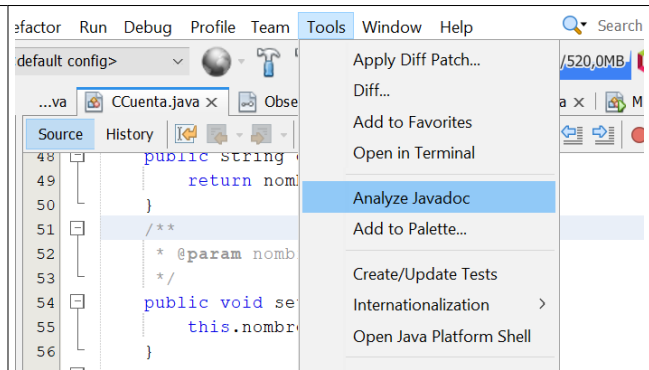 efactor Run Debug Profile Team Tools Window Help Search
default config> /520,0MB
...va CCuenta.java × Obse a × M
Source History
Apply Diff Patch...
Diff...
Add to Favorites
Open in Terminal
Analyze Javadoc
Add to Palette...
Create/Update Tests
Internationalization >
Open Java Platform Shell
48 public String
49 return nom
50 }
51 /**
52 * @param nomb
53 */
54 public void se
55 this.nombr
56 }